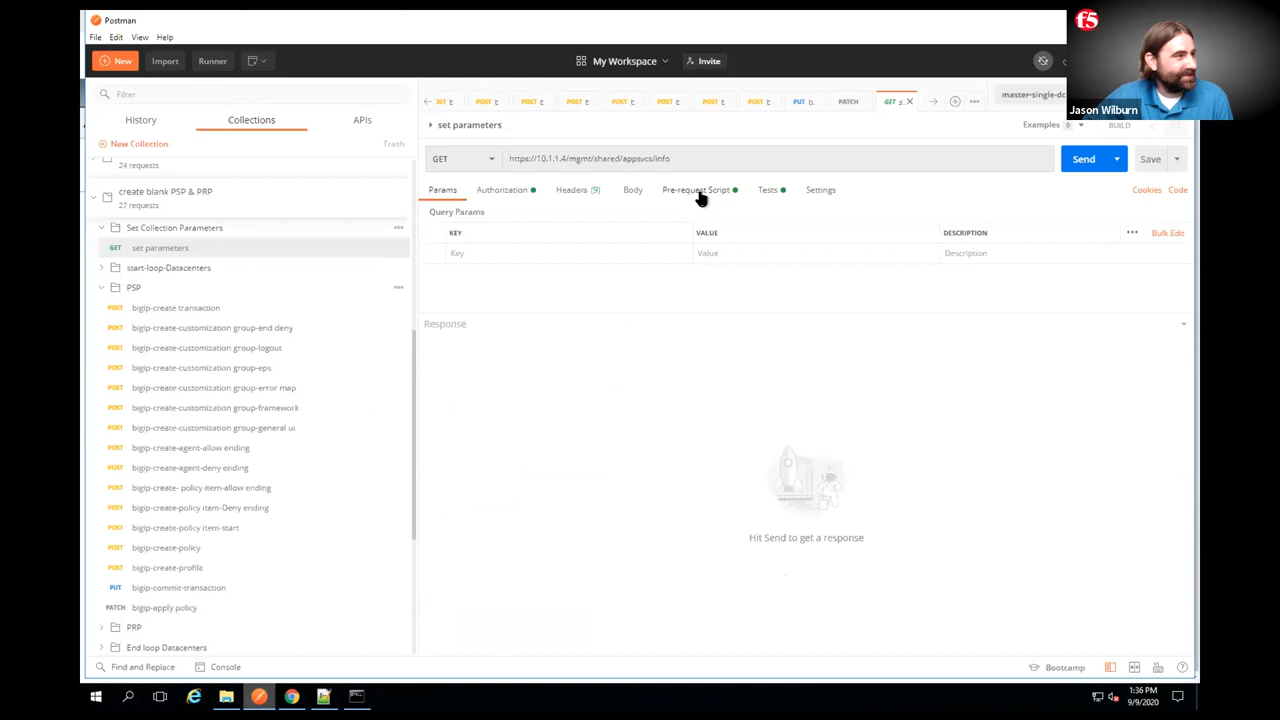 Postman
File Edit View Help
f5
Jason Wilburn
New Import Runner My Workspace Invite
Filter
History Collections APIs
New Collection Trash
24 requests
create blank PSP & PRP
27 requests
Set Collection Parameters
GET set parameters
start-loop-Datacenters
PSP
POST bigip-create transaction
POST bigip-create-customization group-end deny
POST bigip-create-customization group-logout
POST bigip-create-customization group-eps
POST bigip-create-customization group-error map
POST bigip-create-customization group-framework
POST bigip-create-customization group-general ui
POST bigip-create-agent-allow ending
POST bigip-create-agent-deny ending
POST bigip-create- policy item-allow ending
POST bigip-create-policy item-Deny ending
POST bigip-create-policy item-start
POST bigip-create-policy
POST bigip-create-profile
PUT bigip-commit-transaction
PATCH bigip-apply policy
PRP
End loop Datacenters
POST POST POST POST POST POST POST PUT PATCH GET master-single-dc
set parameters Examples 0 BUILD
GET https://10.1.1.4/mgmt/shared/appsvcs/info Send Save
Params Authorization Headers (9) Body Pre-request Script Tests Settings Cookies Code
Query Params
KEY VALUE DESCRIPTION Bulk Edit
Key Value Description
Response
Hit Send to get a response
Find and Replace Console Bootcamp
1:36 PM
9/9/2020